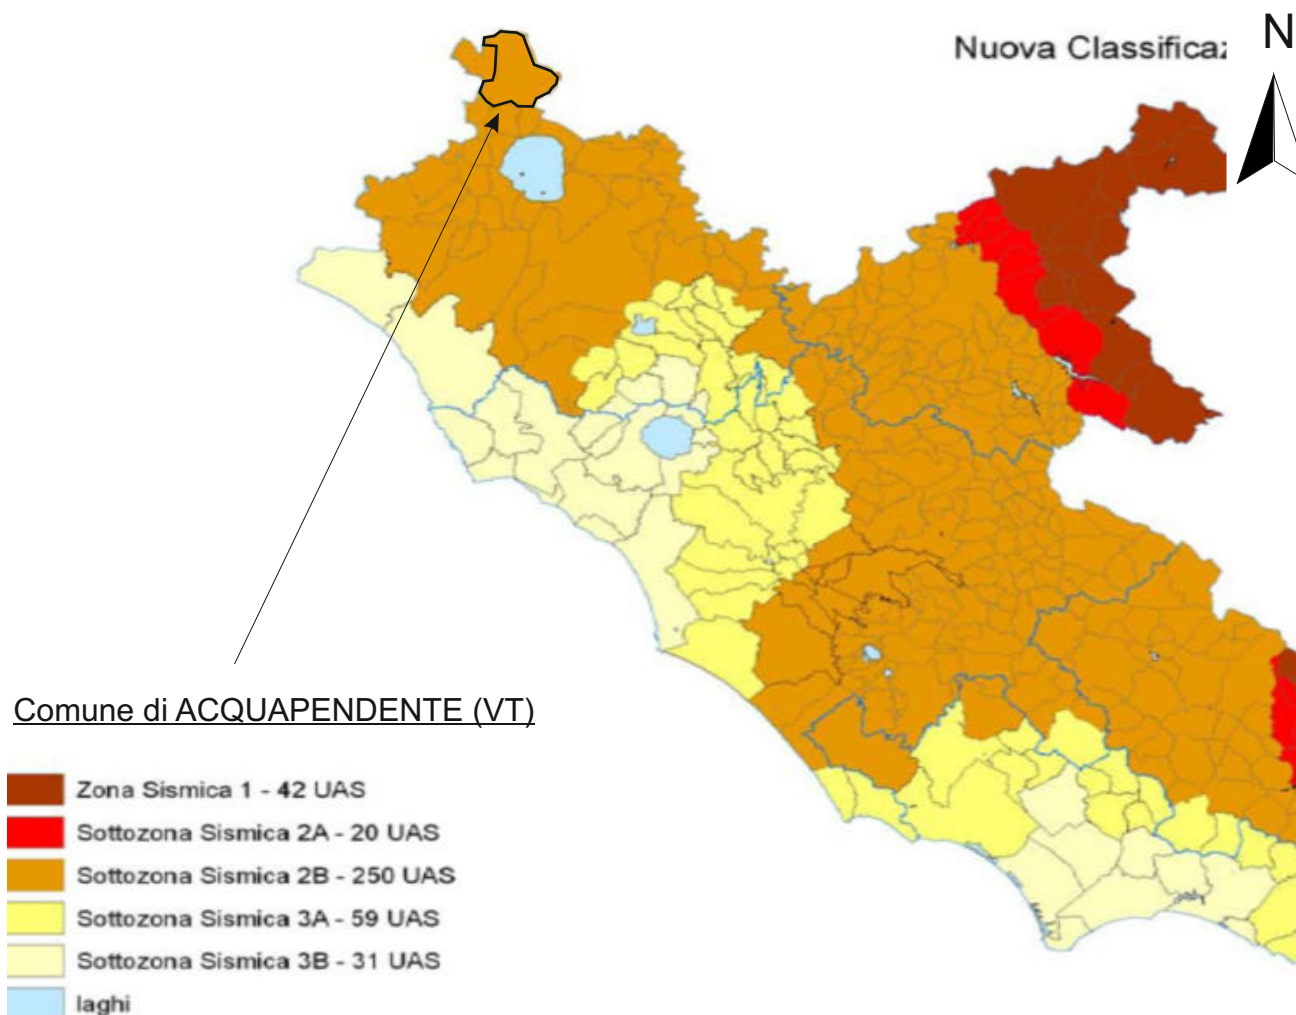 Nuova Classificaz
N
Comune di ACQUAPENDENTE (VT)
Zona Sismica 1 - 42 UAS
Sottozona Sismica 2A - 20 UAS
Sottozona Sismica 2B - 250 UAS
Sottozona Sismica 3A - 59 UAS
Sottozona Sismica 3B - 31 UAS
laghi